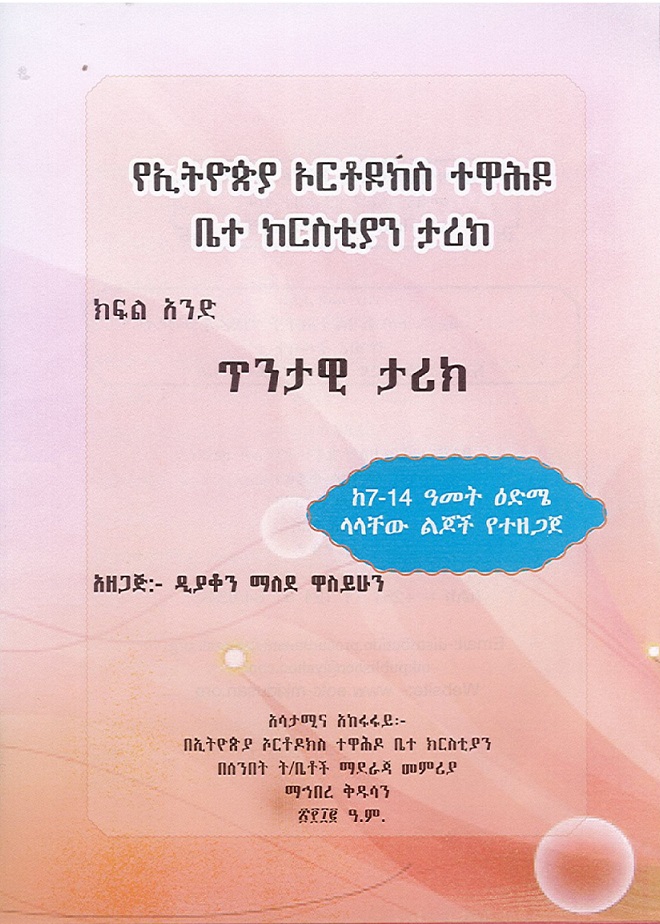 የኢትዮጵያ ኦርቶዶክስ ተዋሕዶ
ቤተ ክርስቲያን ታሪክ
ክፍል አንድ
ጥንታዊ ታሪክ
ከ7-14 ዓመት ዕድሜ
ላላቸው ልጆች የተዘጋጀ
አዘጋጅ:- ዲያቆን ማለደ ዋስይሁን
አሳታሚና አከፋፋይ:-
በኢትዮጵያ ኦርቶዶክስ ተዋሕዶ ቤተ ክርስቲያን
በሰንበት ት/ቤቶች ማደራጃ መምሪያ
ማኅበረ ቅዱሳን
ዓ.ም.